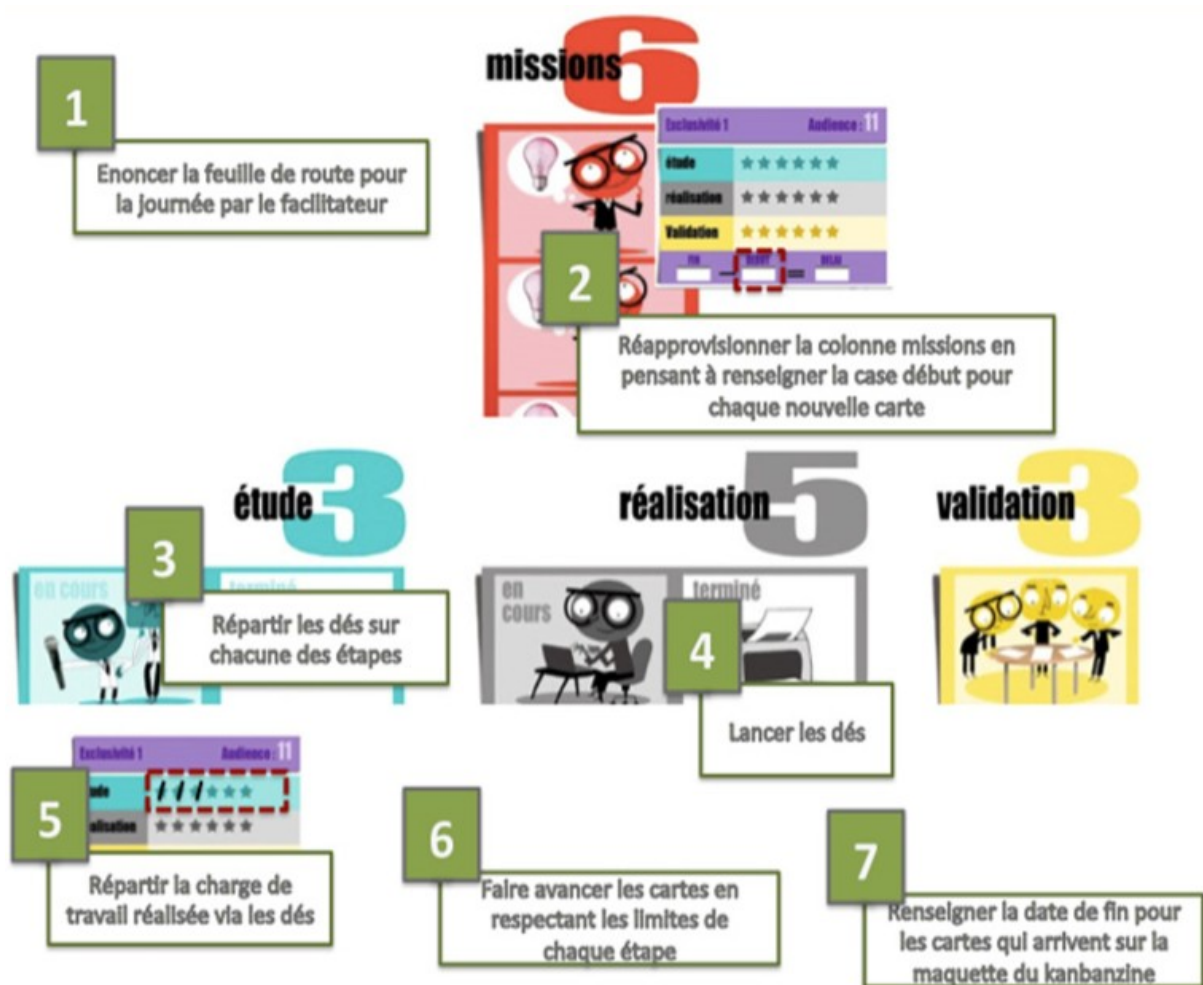 missions 6
1
Enoncer la feuille de route pour
la journée par le facilitateur
Exclusivité 1 Audience : 11
étude
réalisation
Validation
FIN DEBUT DELAI
− =
2
Réapprovisionner la colonne missions en
pensant à renseigner la case début pour
chaque nouvelle carte
étude 3
réalisation 5
validation 3
3
en cours terminé
Répartir les dés sur
chacune des étapes
en
cours
terminé
4
Lancer les dés
Exclusivité 1 Audience : 11
5
Répartir la charge de
travail réalisée via les dés
6
Faire avancer les cartes en
respectant les limites de
chaque étape
7
Renseigner la date de fin pour
les cartes qui arrivent sur la
maquette du kanbanzine